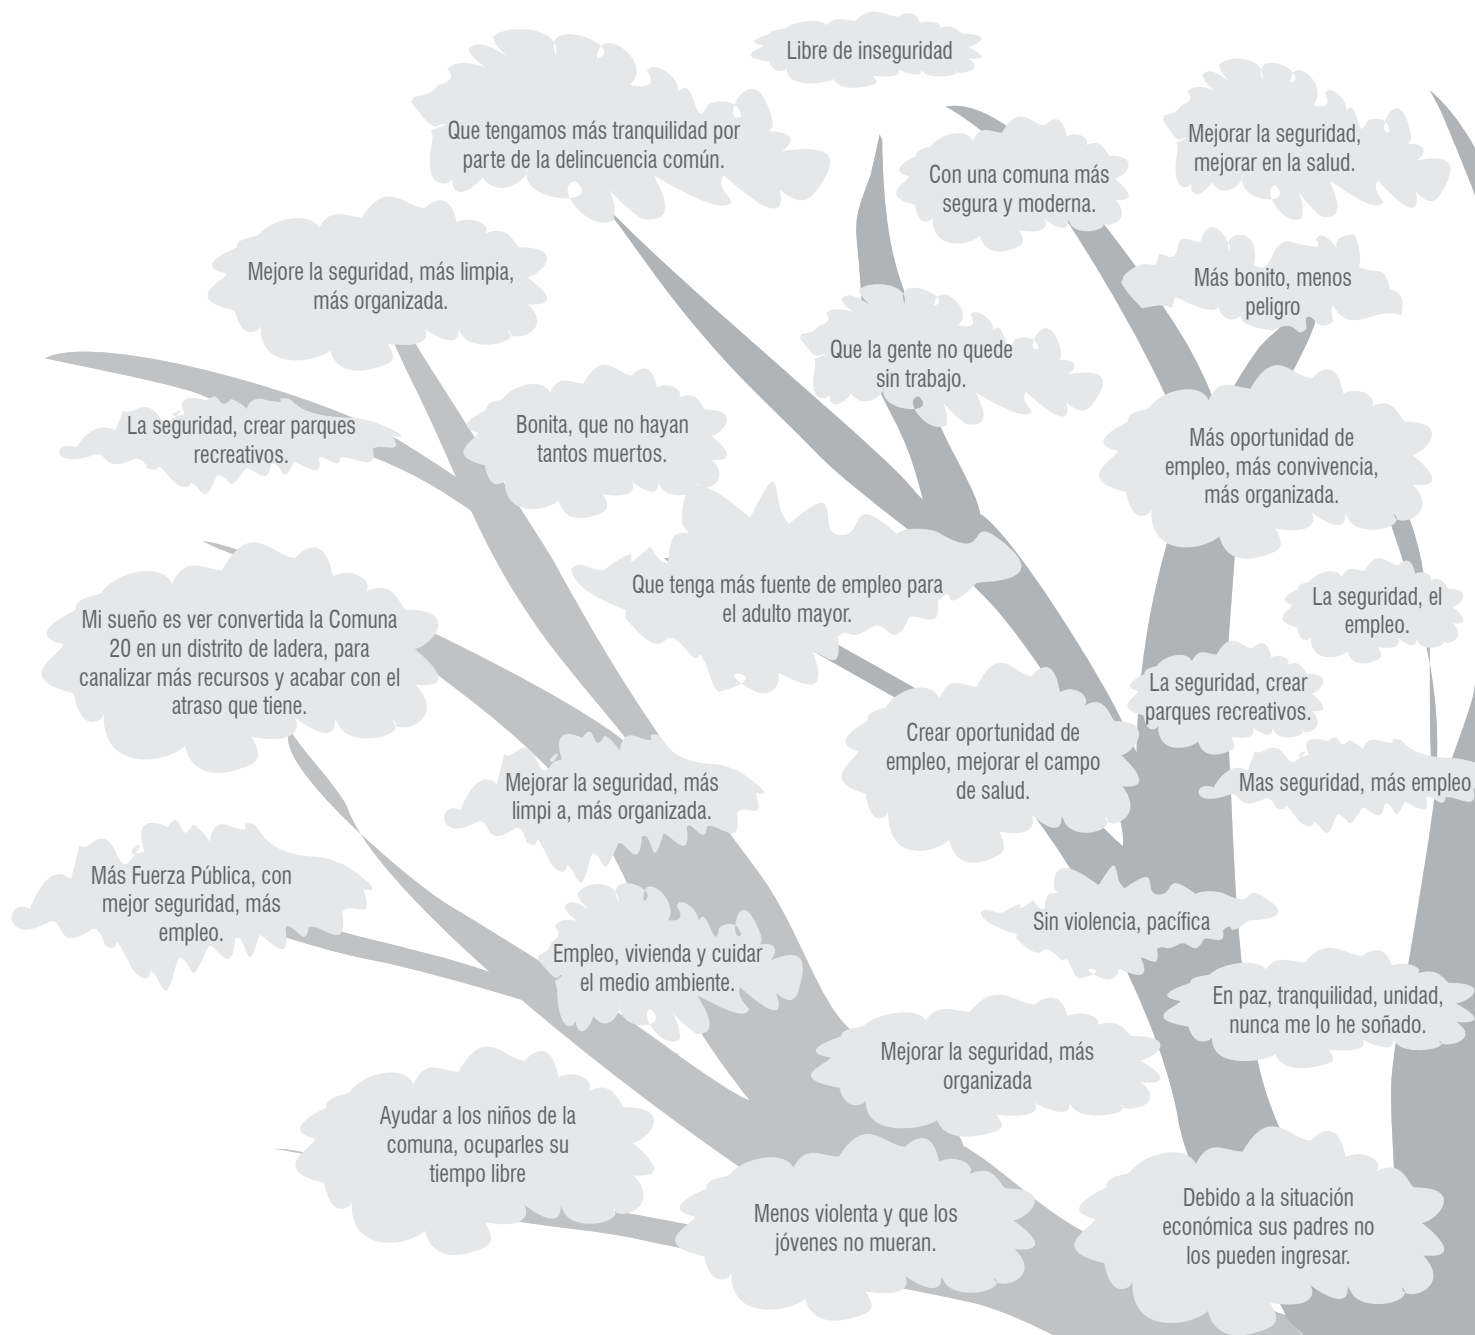 Libre de inseguridad
Que tengamos más tranquilidad por
parte de la delincuencia común.
Mejorar la seguridad,
mejorar en la salud.
Con una comuna más
segura y moderna.
Mejore la seguridad, más limpia,
más organizada.
Más bonito, menos
peligro
Que la gente no quede
sin trabajo.
La seguridad, crear parques
recreativos.
Bonita, que no hayan
tantos muertos.
Más oportunidad de
empleo, más convivencia,
más organizada.
Que tenga más fuente de empleo para
el adulto mayor.
La seguridad, el
empleo.
Mi sueño es ver convertida la Comuna
20 en un distrito de ladera, para
canalizar más recursos y acabar con el
atraso que tiene.
La seguridad, crear
parques recreativos.
Crear oportunidad de
empleo, mejorar el campo
de salud.
Mejorar la seguridad, más
limpi a, más organizada.
Mas seguridad, más empleo.
Más Fuerza Pública, con
mejor seguridad, más
empleo.
Sin violencia, pacífica
Empleo, vivienda y cuidar
el medio ambiente.
En paz, tranquilidad, unidad,
nunca me lo he soñado.
Mejorar la seguridad, más
organizada
Ayudar a los niños de la
comuna, ocuparles su
tiempo libre
Menos violenta y que los
jóvenes no mueran.
Debido a la situación
económica sus padres no
los pueden ingresar.